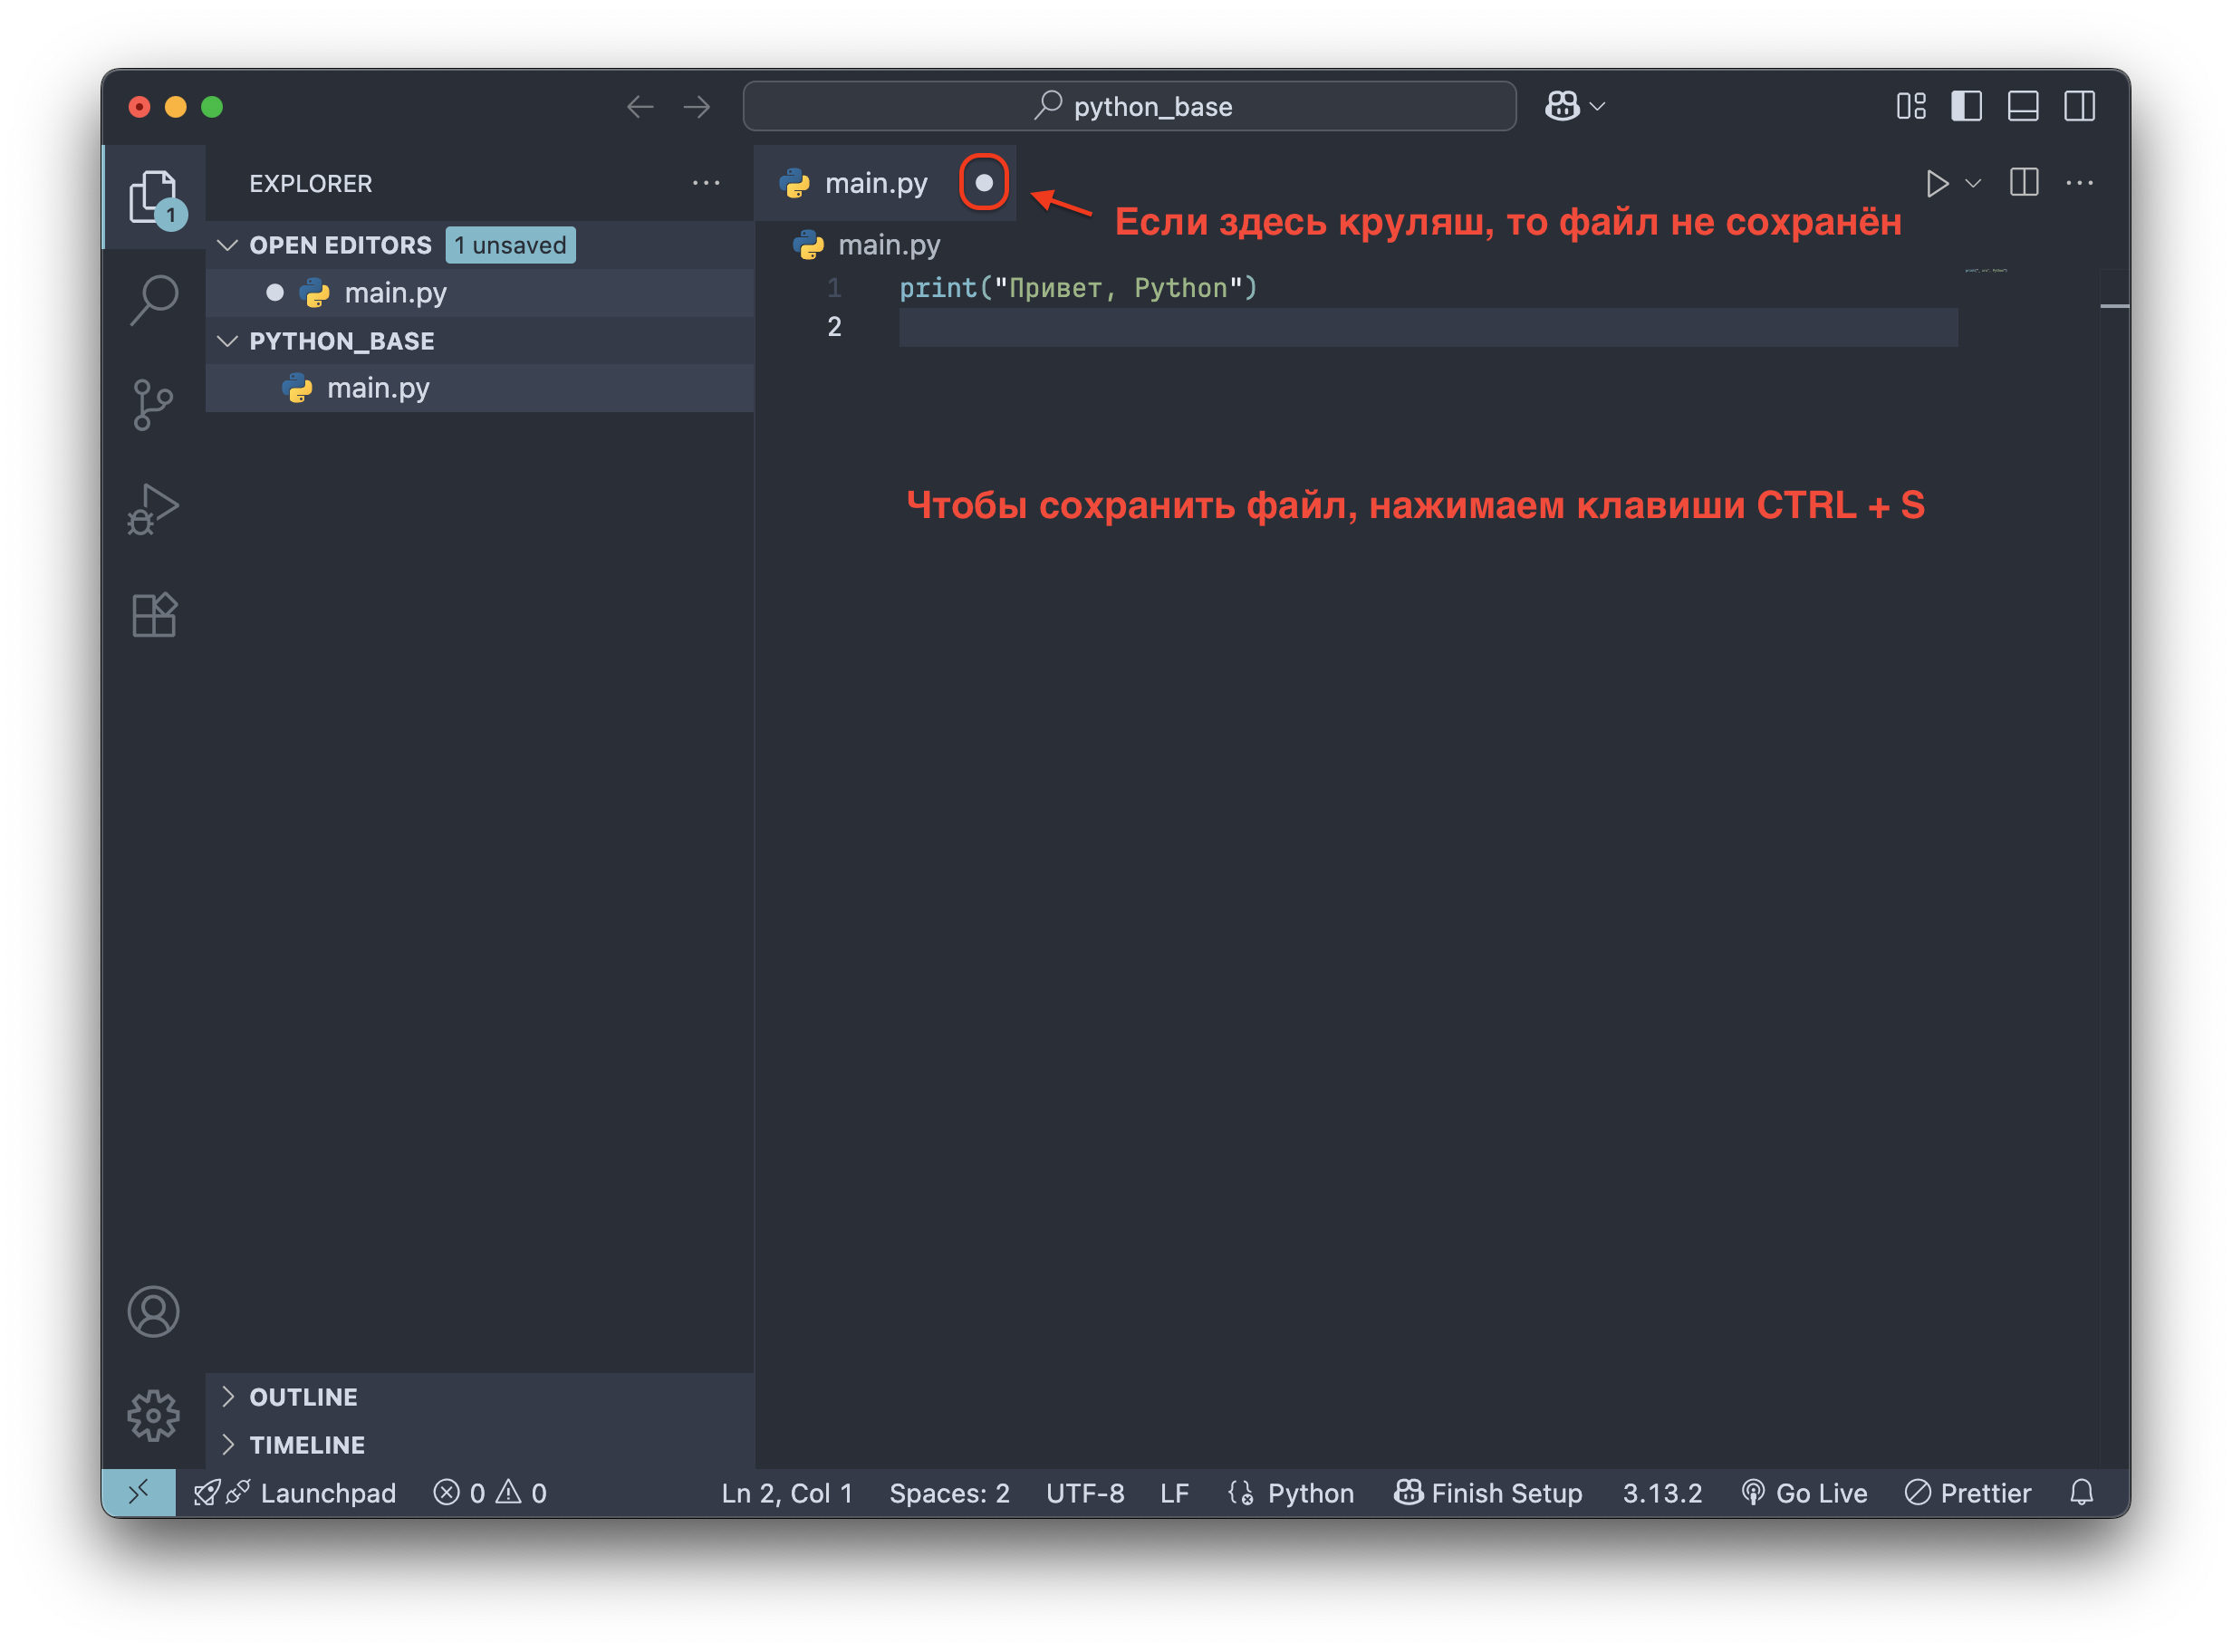 python_base
EXPLORER
main.py
Если здесь круляш, то файл не сохранён
1
OPEN EDITORS 1 unsaved
main.py
main.py
PYTHON_BASE
main.py
1 print("Привет, Python")
2
Чтобы сохранить файл, нажимаем клавиши CTRL + S
OUTLINE
TIMELINE
Launchpad 0 0 Ln 2, Col 1 Spaces: 2 UTF-8 LF Python Finish Setup 3.13.2 Go Live Prettier